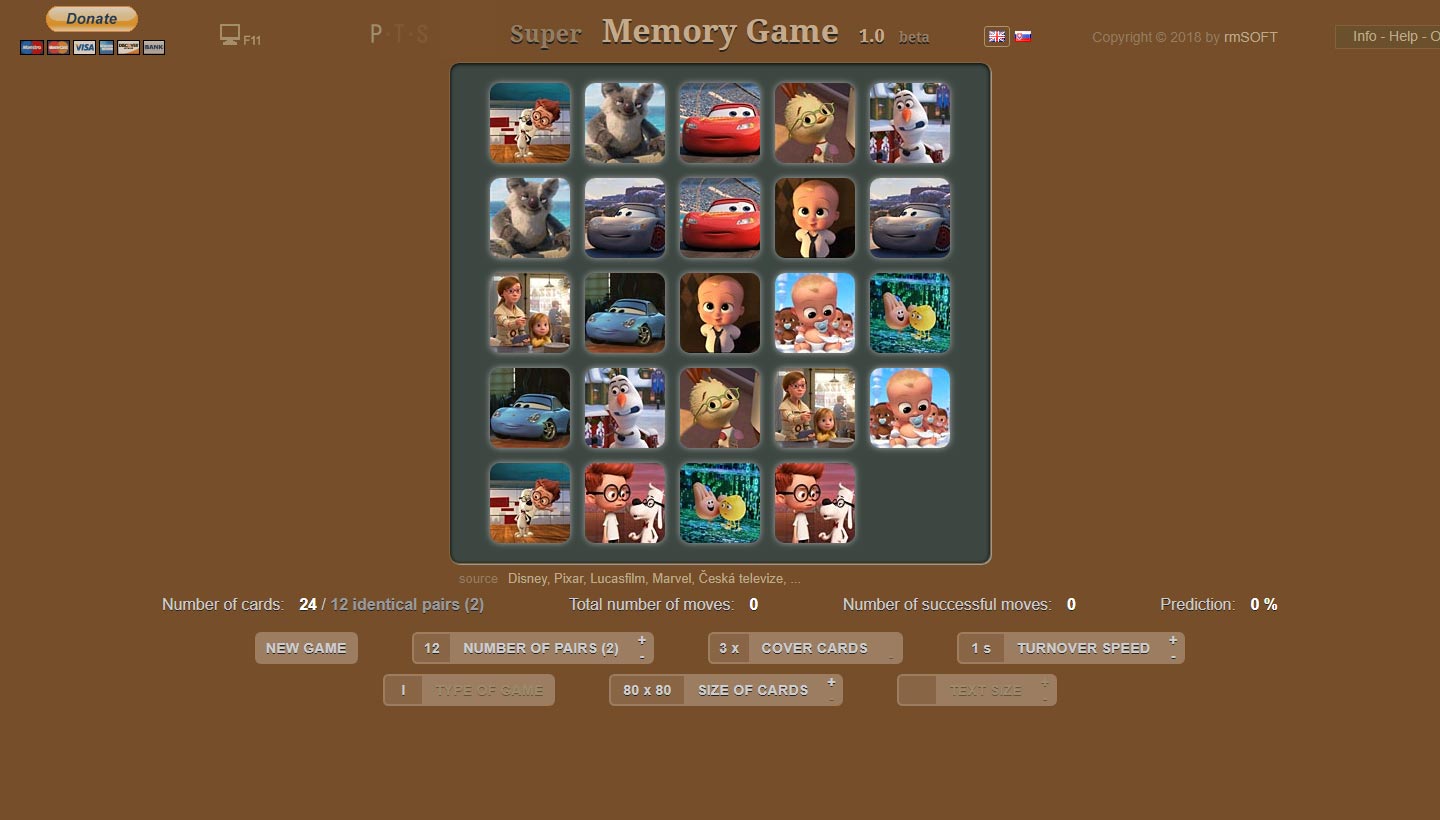 Donate
Maestro MasterCard VISA DISCOVER BANK
F11
P·T·S
Super Memory Game 1.0 beta
Copyright © 2018 by rmSOFT
Info - Help - O
source Disney, Pixar, Lucasfilm, Marvel, Česká televize, ...
Number of cards: 24 / 12 identical pairs (2) Total number of moves: 0 Number of successful moves: 0 Prediction: 0 %
NEW GAME 12 NUMBER OF PAIRS (2) + - 3 x COVER CARDS - 1 s TURNOVER SPEED + -
I TYPE OF GAME 80 x 80 SIZE OF CARDS + - TEXT SIZE + -